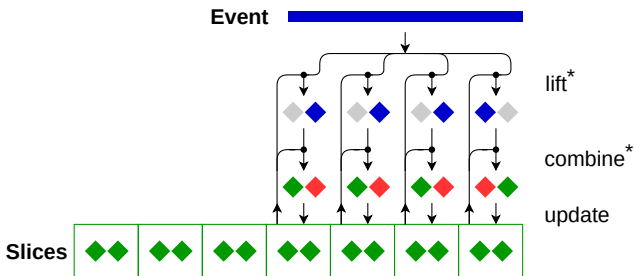 Event
lift*
combine*
update
Slices